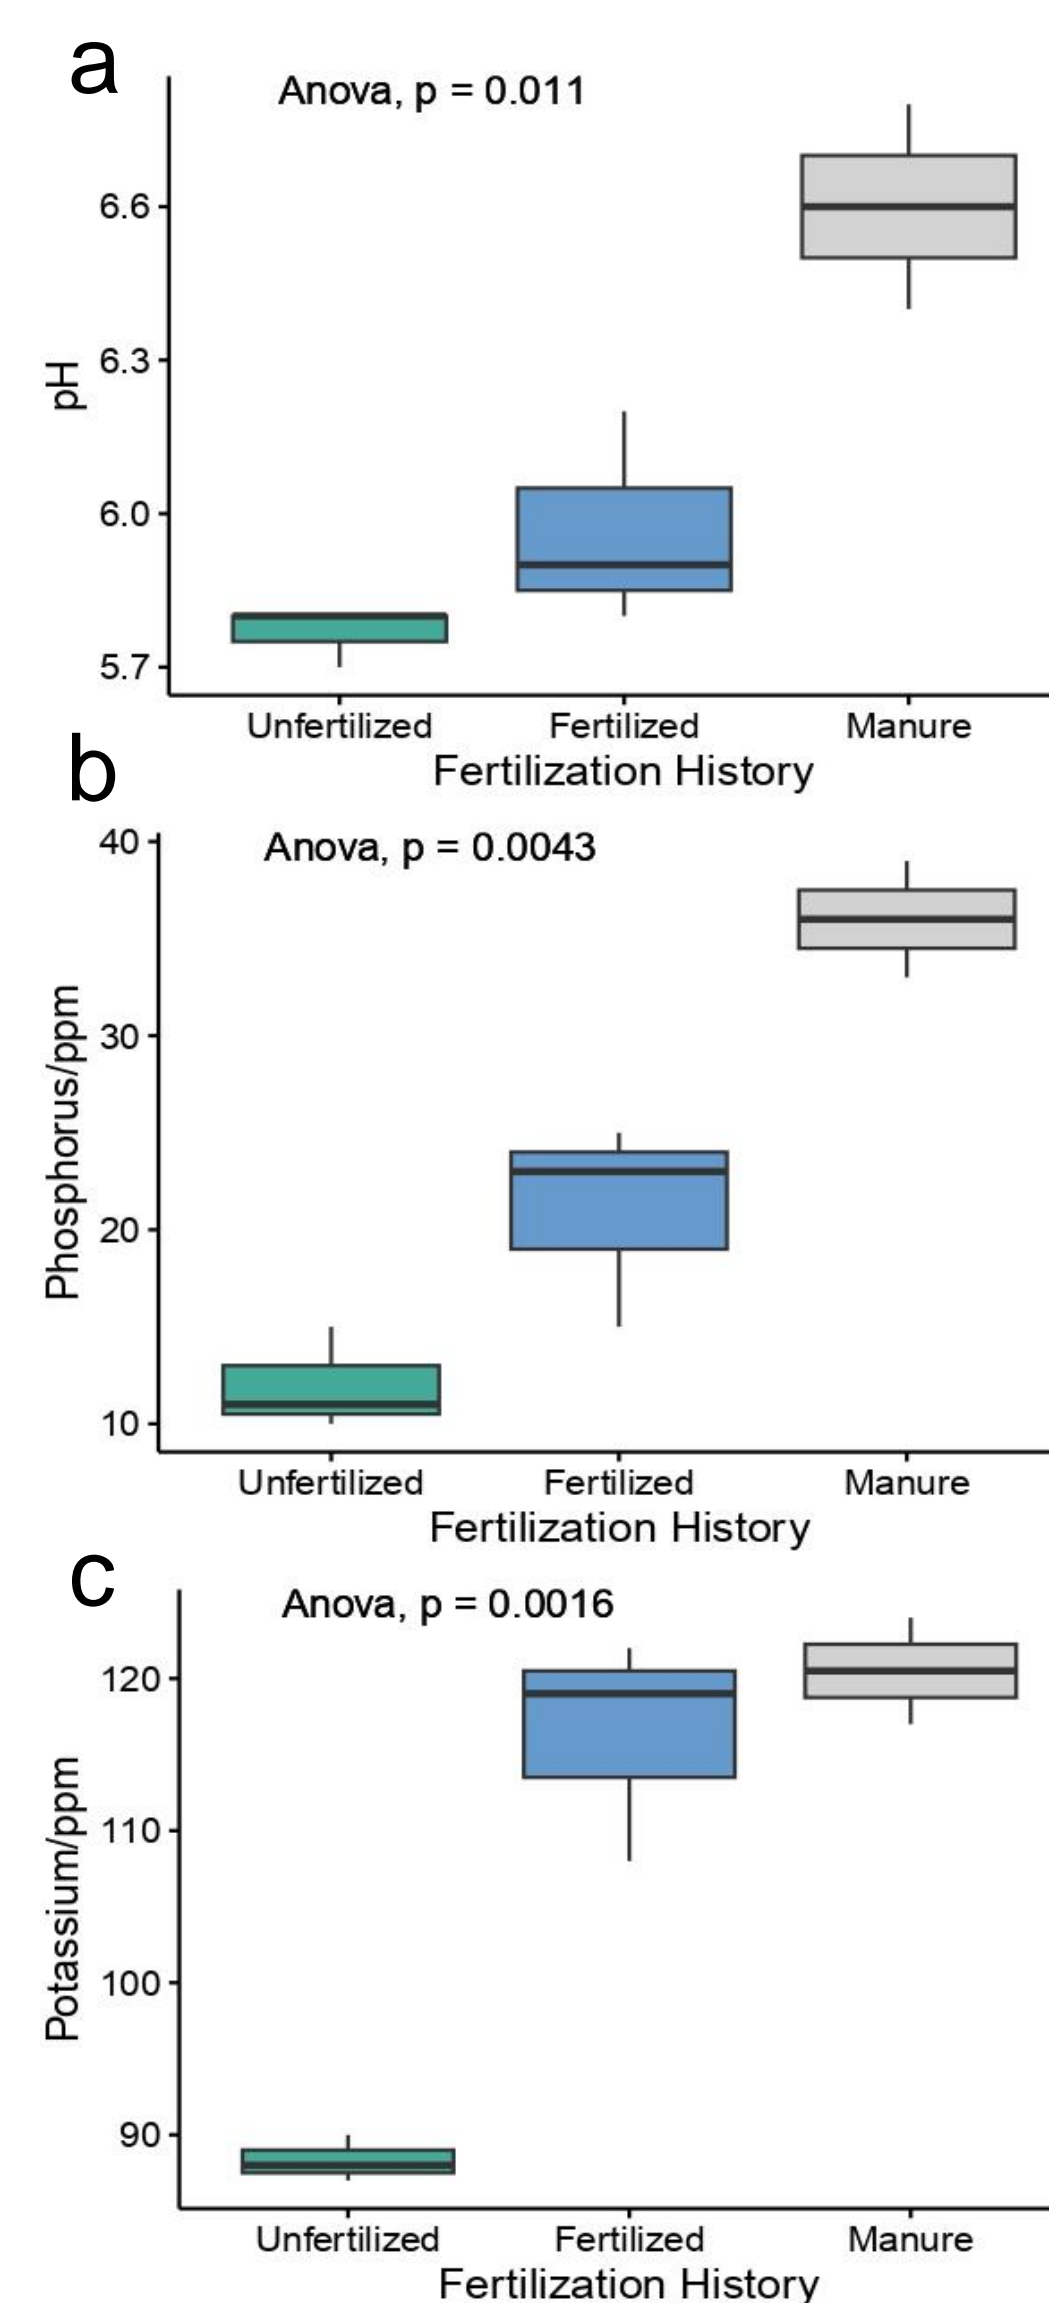 a
Anova, p = 0.011
pH
6.6
6.3
6.0
5.7
Unfertilized Fertilized Manure
Fertilization History
b
Anova, p = 0.0043
Phosphorus/ppm
40
30
20
10
Unfertilized Fertilized Manure
Fertilization History
c
Anova, p = 0.0016
Potassium/ppm
120
110
100
90
Unfertilized Fertilized Manure
Fertilization History